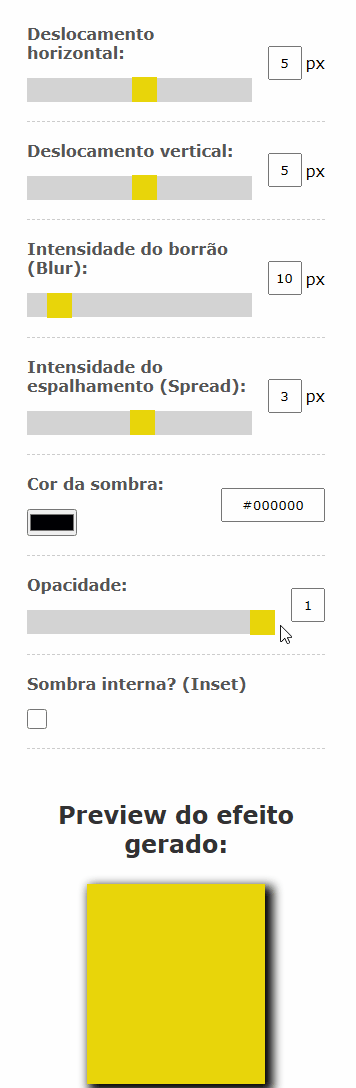 Deslocamento
horizontal:
5 px
Deslocamento vertical:
5 px
Intensidade do borrão
(Blur):
10 px
Intensidade do
espalhamento (Spread):
3 px
Cor da sombra:
#000000
Opacidade:
1
Sombra interna? (Inset)
Preview do efeito
gerado: